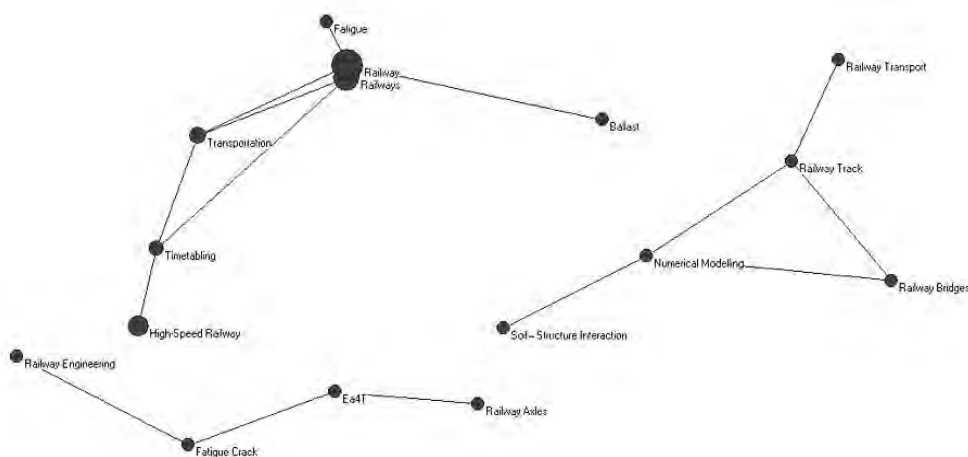 Fatigue
Railway
Railways
Railway Transport
Ballast
Transportation
Railway Track
Timetabling
Numerical Modelling
Railway Bridges
High-Speed Railway
Soil-Structure Interaction
Railway Engineering
Ea4T
Railway Axles
Fatigue Crack